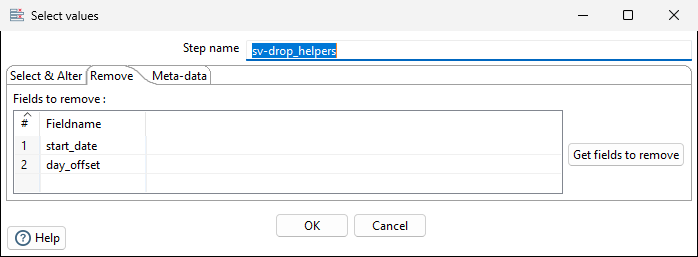 Select values
Step name sv-drop_helpers
Select & Alter Remove Meta-data
Fields to remove :
# Fieldname
1 start_date
2 day_offset
Get fields to remove
OK Cancel
Help